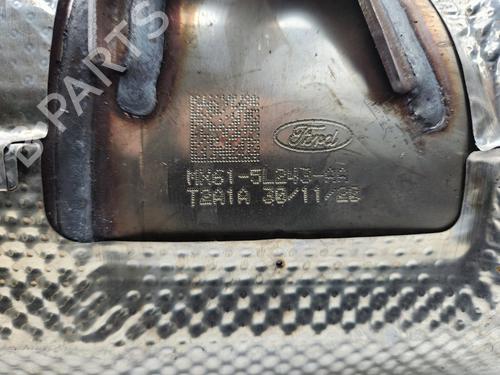 Ford
MX61-5L243-AA
T2A1A 30/11/20
B-PARTS